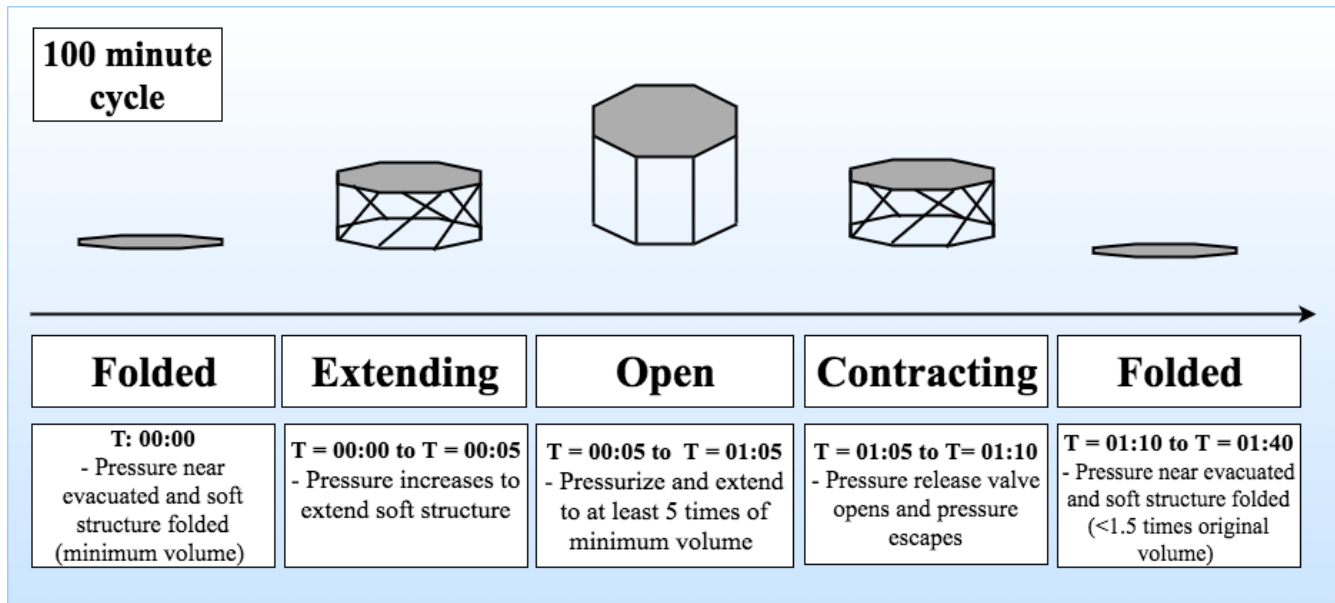 100 minute
cycle
Folded
Extending
Open
Contracting
Folded
T: 00:00
- Pressure near
evacuated and soft
structure folded
(minimum volume)
T = 00:00 to T = 00:05
- Pressure increases to
extend soft structure
T = 00:05 to  T = 01:05
- Pressurize and extend
to at least 5 times of
minimum volume
T = 01:05 to T= 01:10
- Pressure release valve
opens and pressure
escapes
T = 01:10 to T = 01:40
- Pressure near evacuated
and soft structure folded
(<1.5 times original
volume)